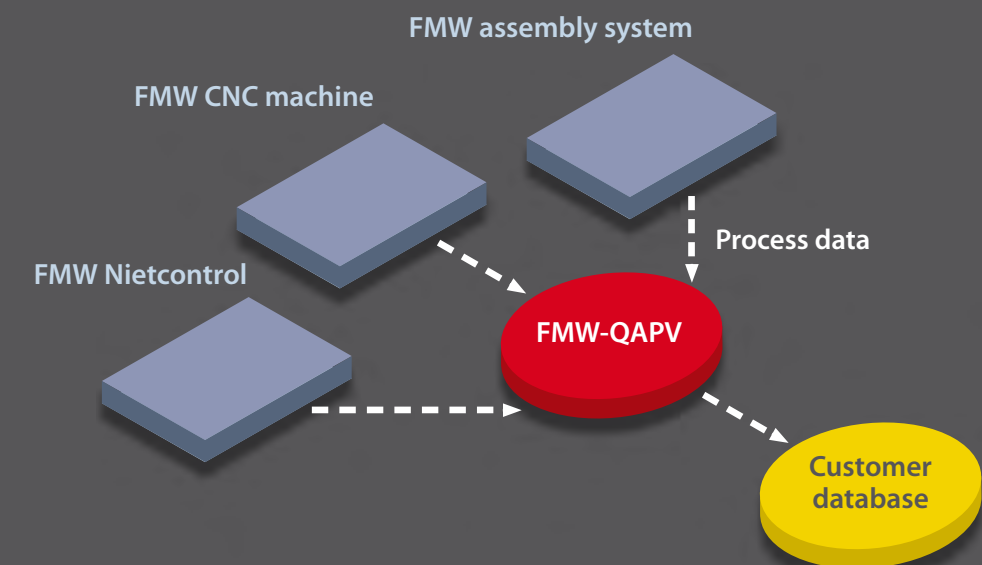 FMW assembly system
FMW CNC machine
Process data
FMW Nietcontrol
FMW-QAPV
Customer
database